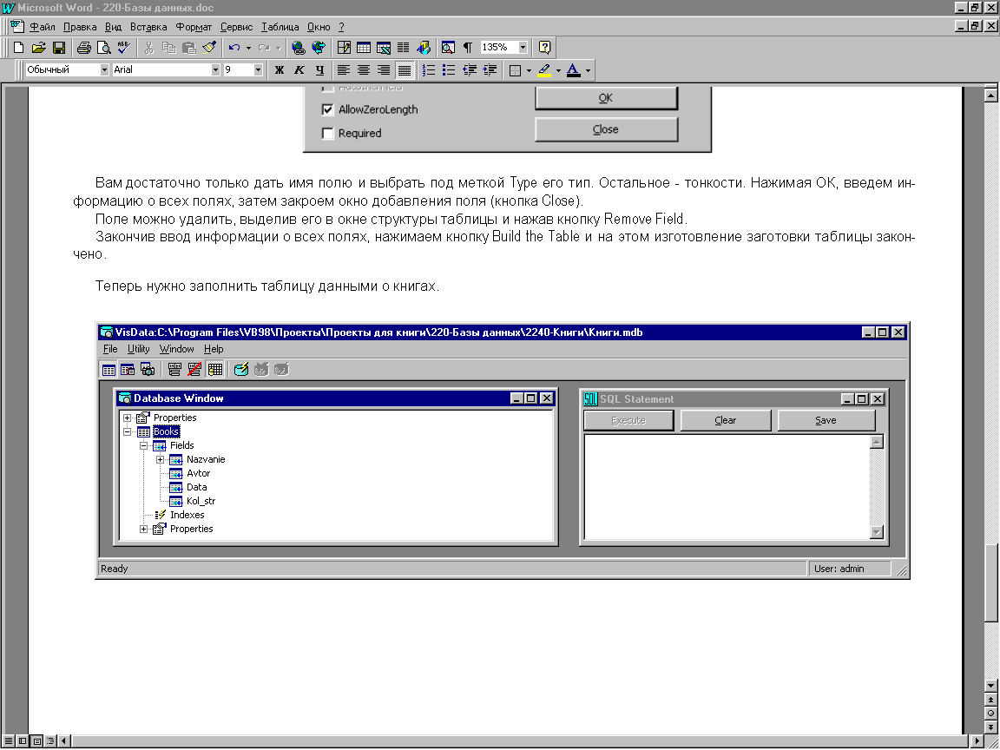 Microsoft Word - 220-Базы данных.doc
Файл Правка Вид Вставка Формат Сервис Таблица Окно ?
135%
Обычный Arial 9 Ж К Ч
AutoIncrField OK
AllowZeroLength
Required Close
Вам достаточно только дать имя полю и выбрать под меткой Type его тип. Остальное - тонкости. Нажимая ОК, введем ин-
формацию о всех полях, затем закроем окно добавления поля (кнопка Close).
Поле можно удалить, выделив его в окне структуры таблицы и нажав кнопку Remove Field.
Закончив ввод информации о всех полях, нажимаем кнопку Build the Table и на этом изготовление заготовки таблицы закон-
чено.
Теперь нужно заполнить таблицу данными о книгах.
VisData:C:\Program Files\VB98\Проекты\Проекты для книги\220-Базы данных\2240-Книги\Книги.mdb
File Utility Window Help
Database Window SQL Statement
Properties
Execute Clear Save
Books
Fields
Nazvanie
Avtor
Data
Kol_str
Indexes
Properties
Ready User: admin